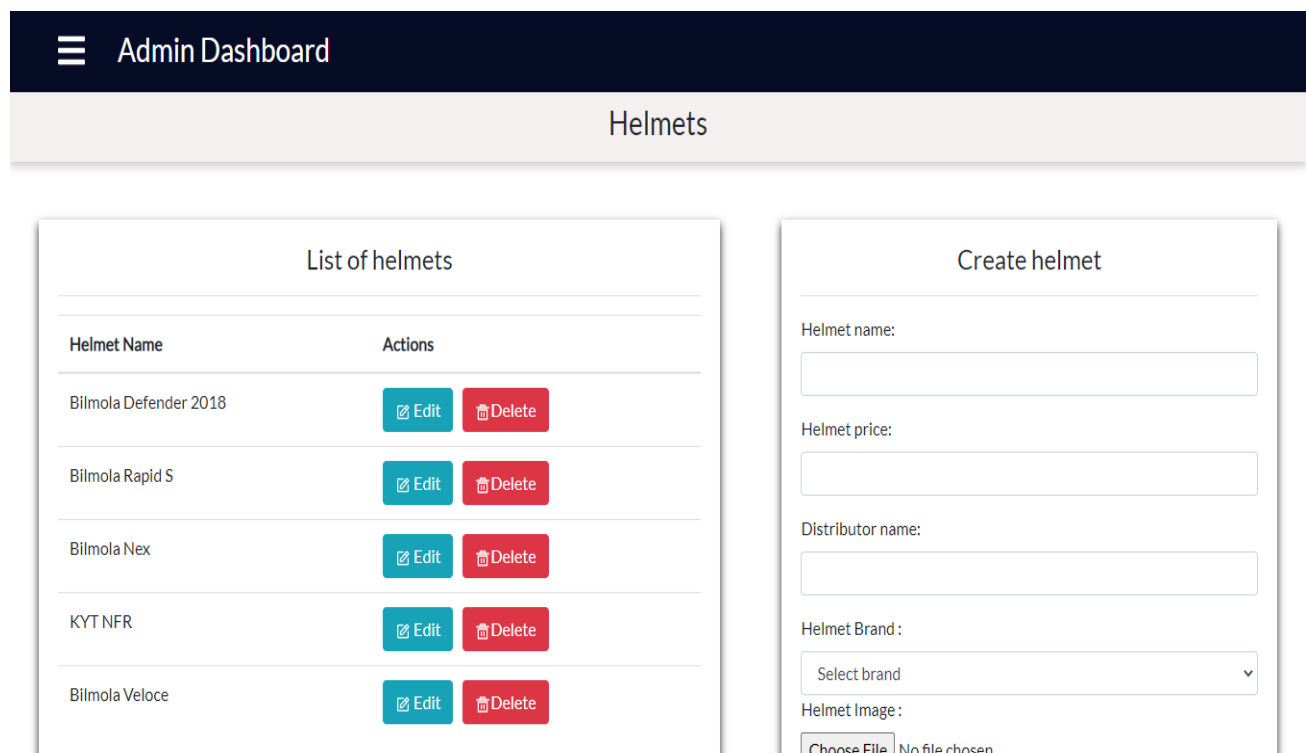 Admin Dashboard
Helmets
List of helmets
Helmet Name Actions
Bilmola Defender 2018 Edit Delete
Bilmola Rapid S Edit Delete
Bilmola Nex Edit Delete
KYT NFR Edit Delete
Bilmola Veloce Edit Delete
Create helmet
Helmet name:
Helmet price:
Distributor name:
Helmet Brand :
Select brand
Helmet Image :
Choose File No file chosen